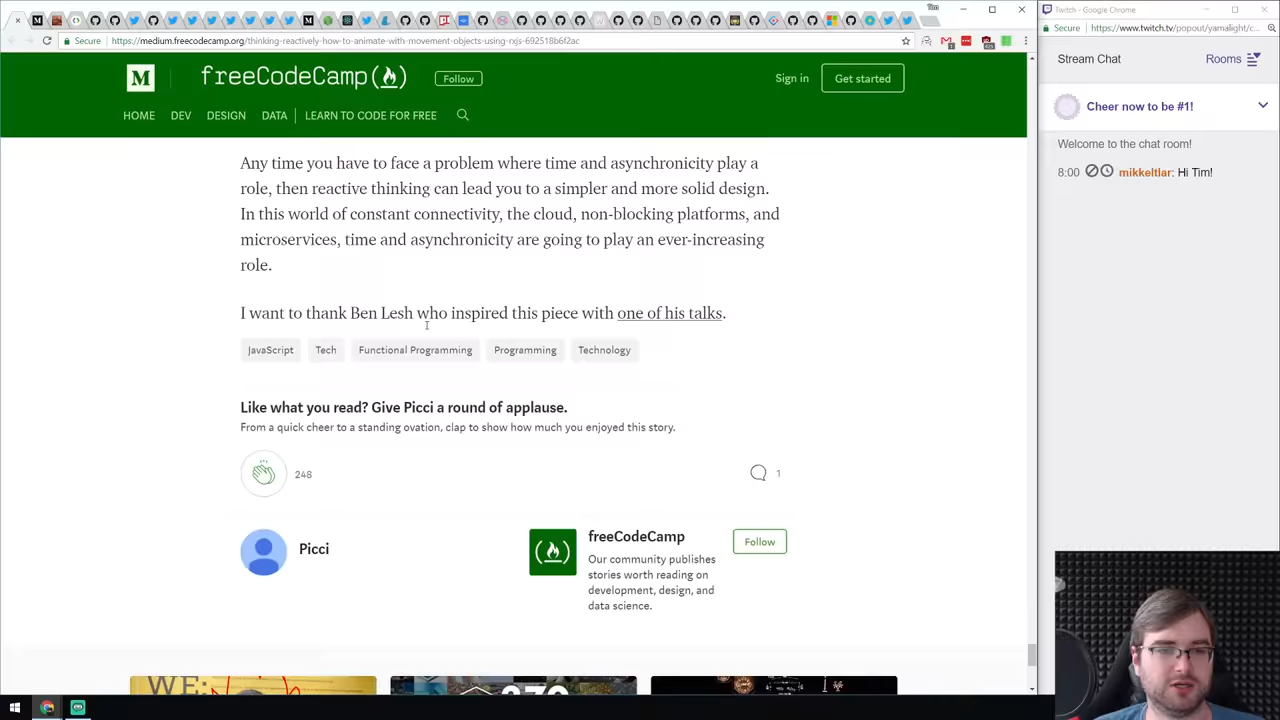 Tim
Twitch - Google Chrome
Secure
https://medium.freecodecamp.org/thinking-reactively-how-to-animate-with-movement-objects-using-rxjs-692518b6f2ac
Secure
https://www.twitch.tv/popout/yamalight/c...
M
freeCodeCamp
Follow
Sign in
Get started
Stream Chat
Rooms
HOME
DEV
DESIGN
DATA
LEARN TO CODE FOR FREE
Cheer now to be #1!
Welcome to the chat room!
8:00 mikkeltlar: Hi Tim!
Any time you have to face a problem where time and asynchronicity play a
role, then reactive thinking can lead you to a simpler and more solid design.
In this world of constant connectivity, the cloud, non-blocking platforms, and
microservices, time and asynchronicity are going to play an ever-increasing
role.
I want to thank Ben Lesh who inspired this piece with one of his talks.
JavaScript
Tech
Functional Programming
Programming
Technology
Like what you read? Give Picci a round of applause.
From a quick cheer to a standing ovation, clap to show how much you enjoyed this story.
248
1
Picci
freeCodeCamp
Follow
Our community publishes
stories worth reading on
development, design, and
data science.
WE: